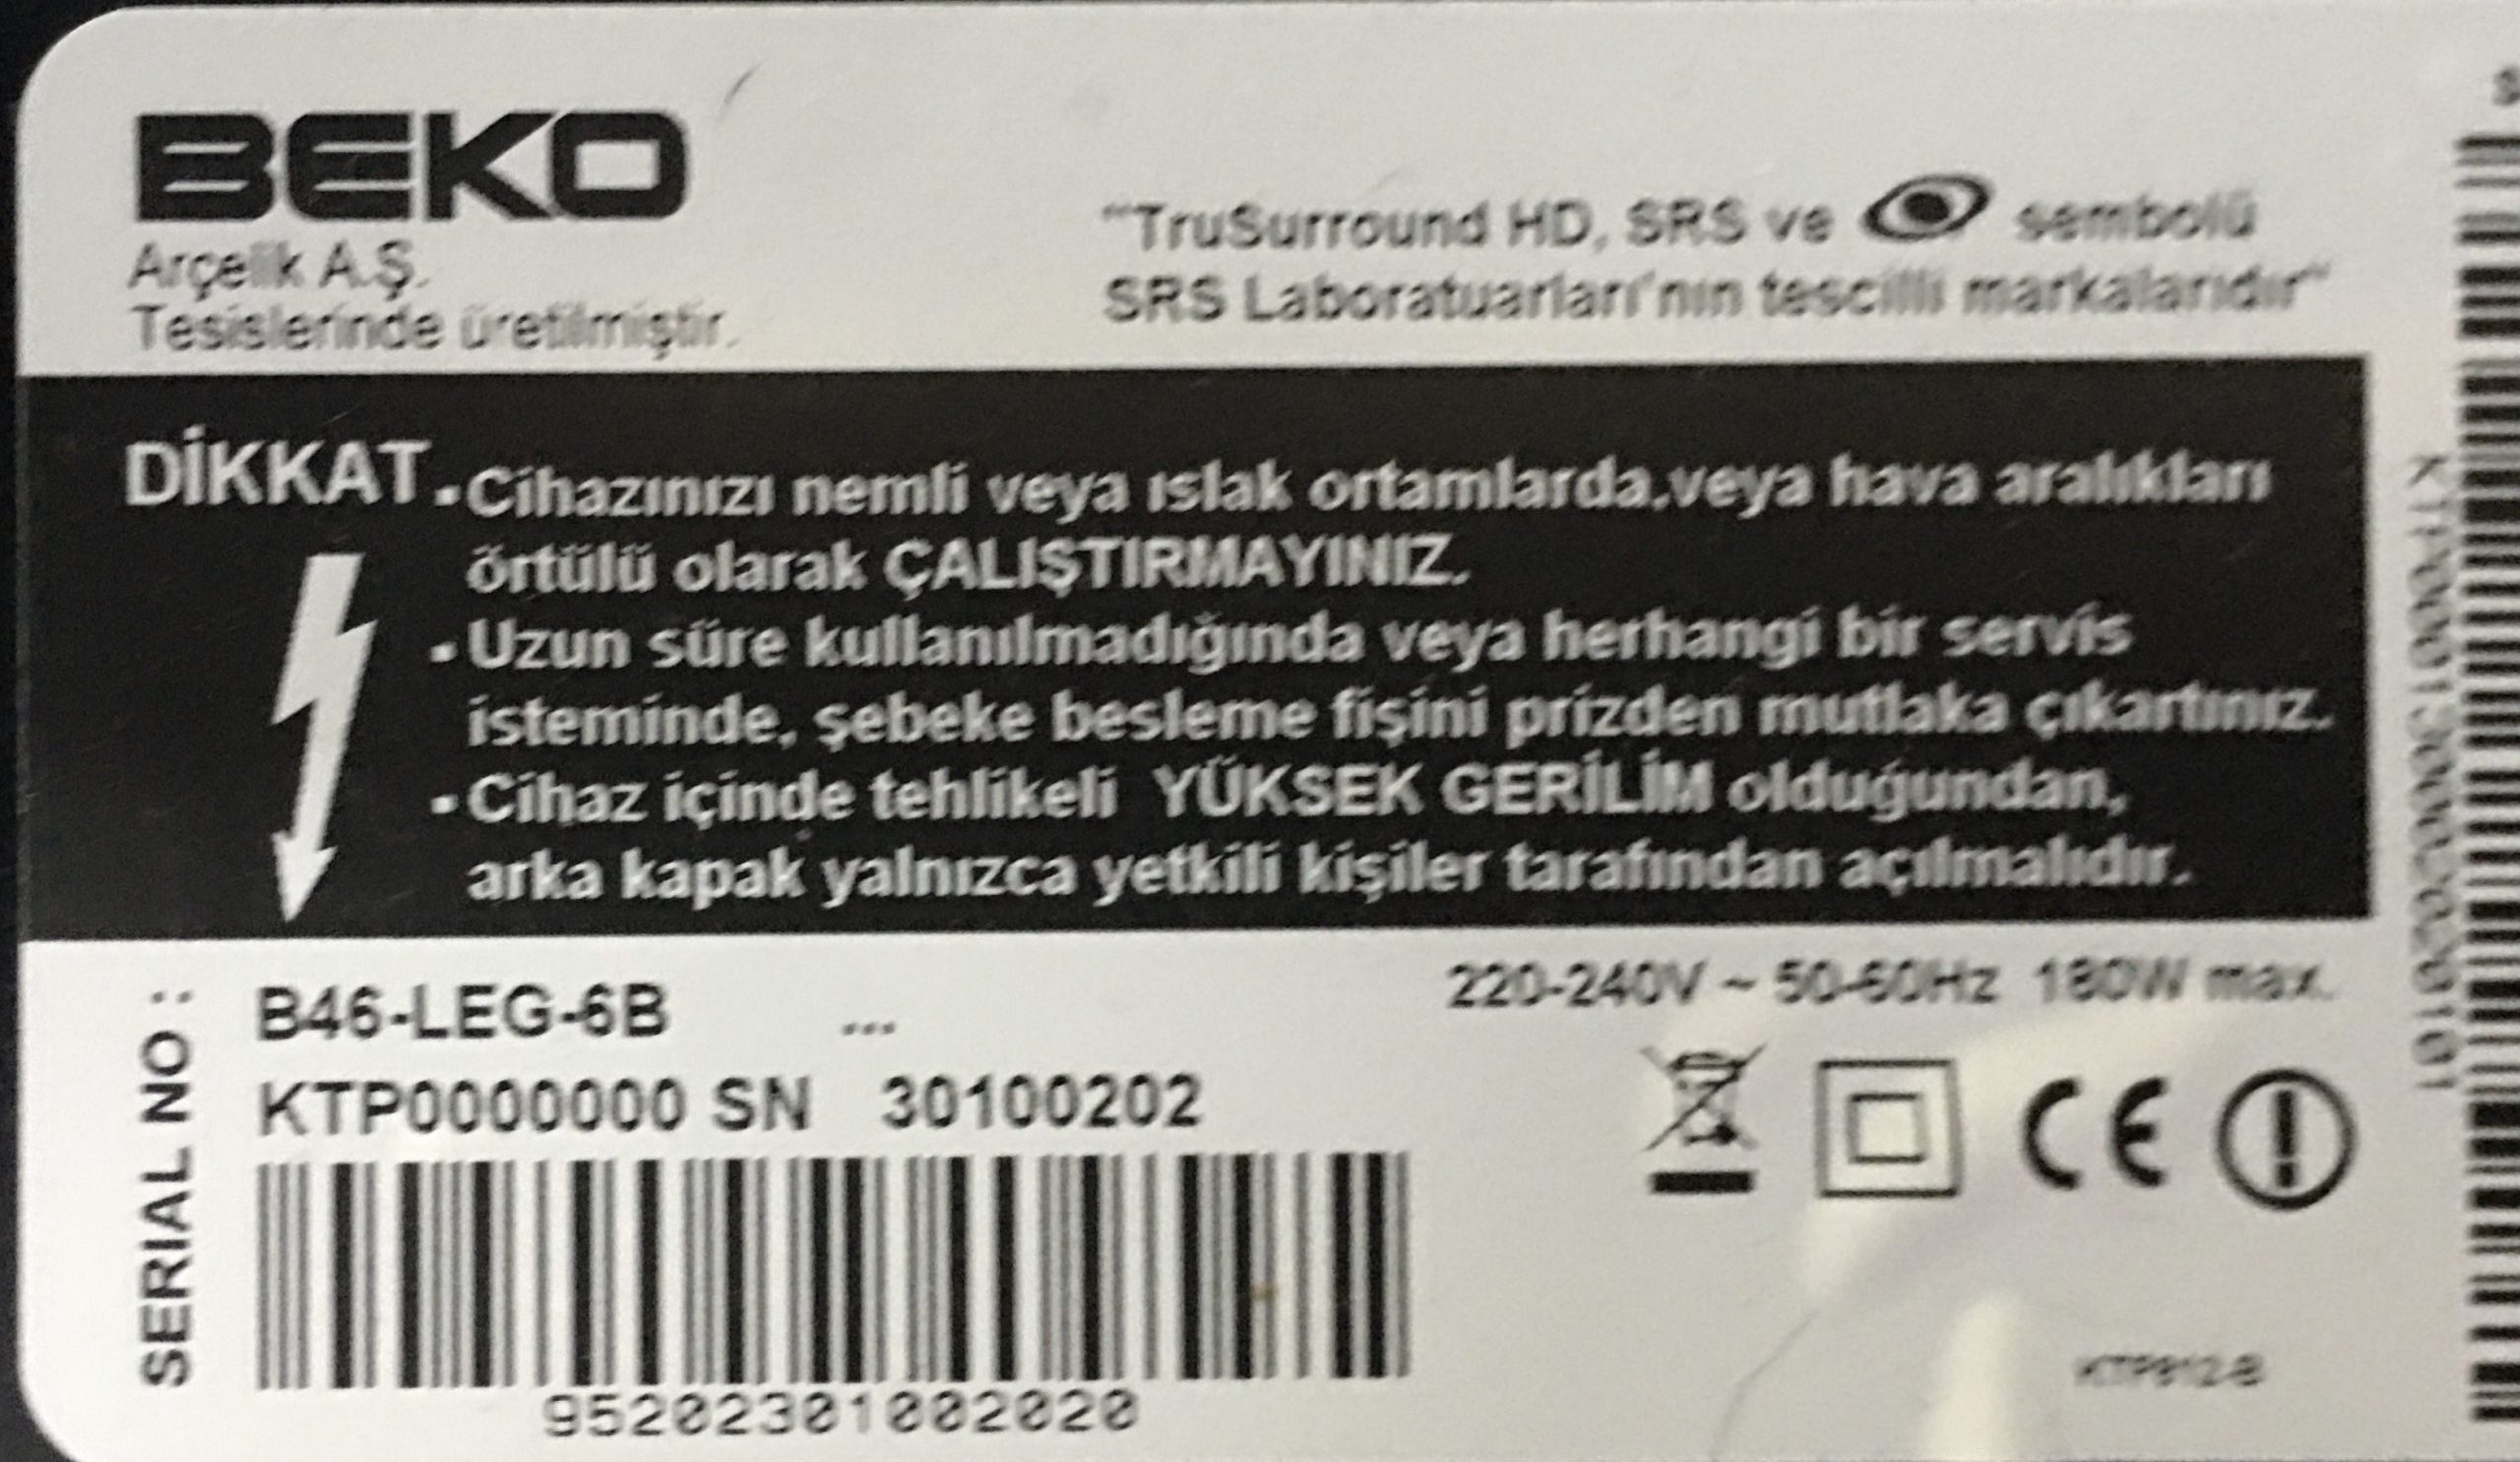 BEKO
Arçelik A.Ş.
Tesislerinde üretilmiştir.
"TruSurround HD, SRS ve sembolü
SRS Laboratuarları'nın tescilli markalarıdır"
DİKKAT
-Cihazınızı nemli veya ıslak ortamlarda,veya hava aralıkları
örtülü olarak ÇALIŞTIRMAYINIZ.
-Uzun süre kullanılmadığında veya herhangi bir servis
isteminde, şebeke besleme fişini prizden mutlaka çıkartınız.
-Cihaz içinde tehlikeli YÜKSEK GERİLİM olduğundan,
arka kapak yalnızca yetkili kişiler tarafından açılmalıdır.
SERIAL NO :
B46-LEG-6B ...
220-240V ~ 50-60Hz 180W max.
KTP0000000 SN 30100202
CE
95202301002020
KTP812-B